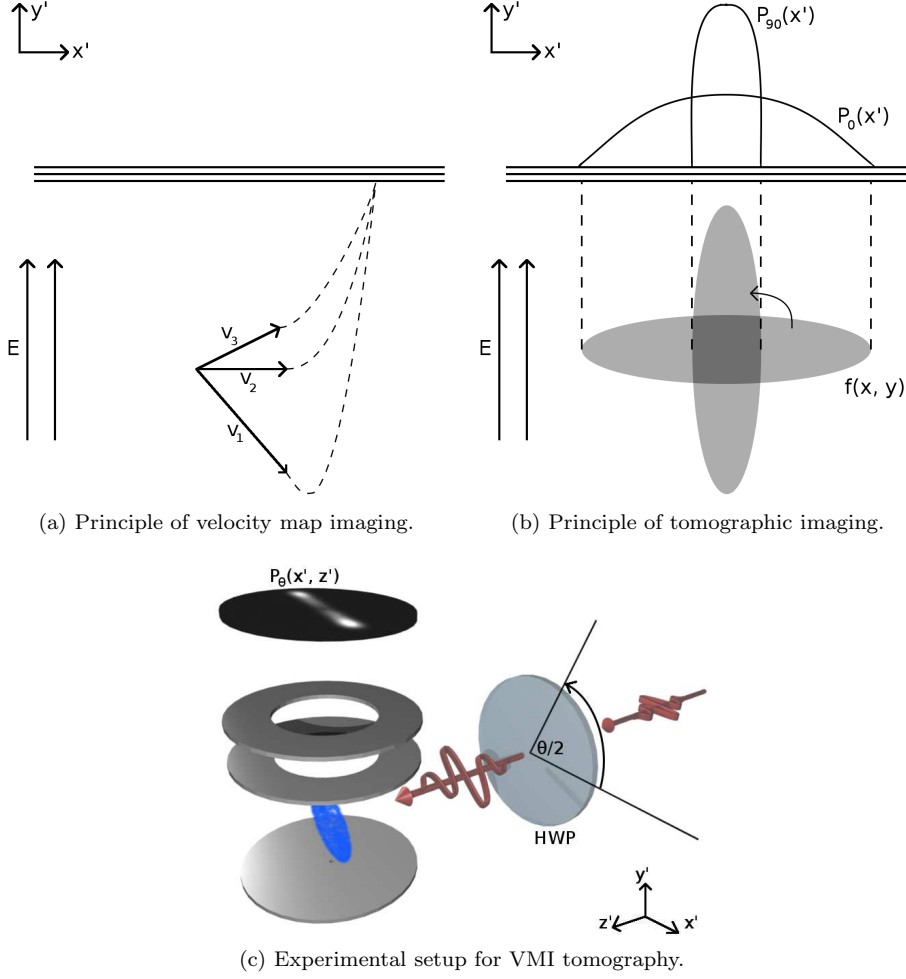 y'
x'
E
V₃
V₂
V₁
(a) Principle of velocity map imaging.
y'
x'
P₉₀(x')
P₀(x')
E
f(x, y)
(b) Principle of tomographic imaging.
P_θ(x', z')
θ/2
HWP
y'
z'
x'
(c) Experimental setup for VMI tomography.